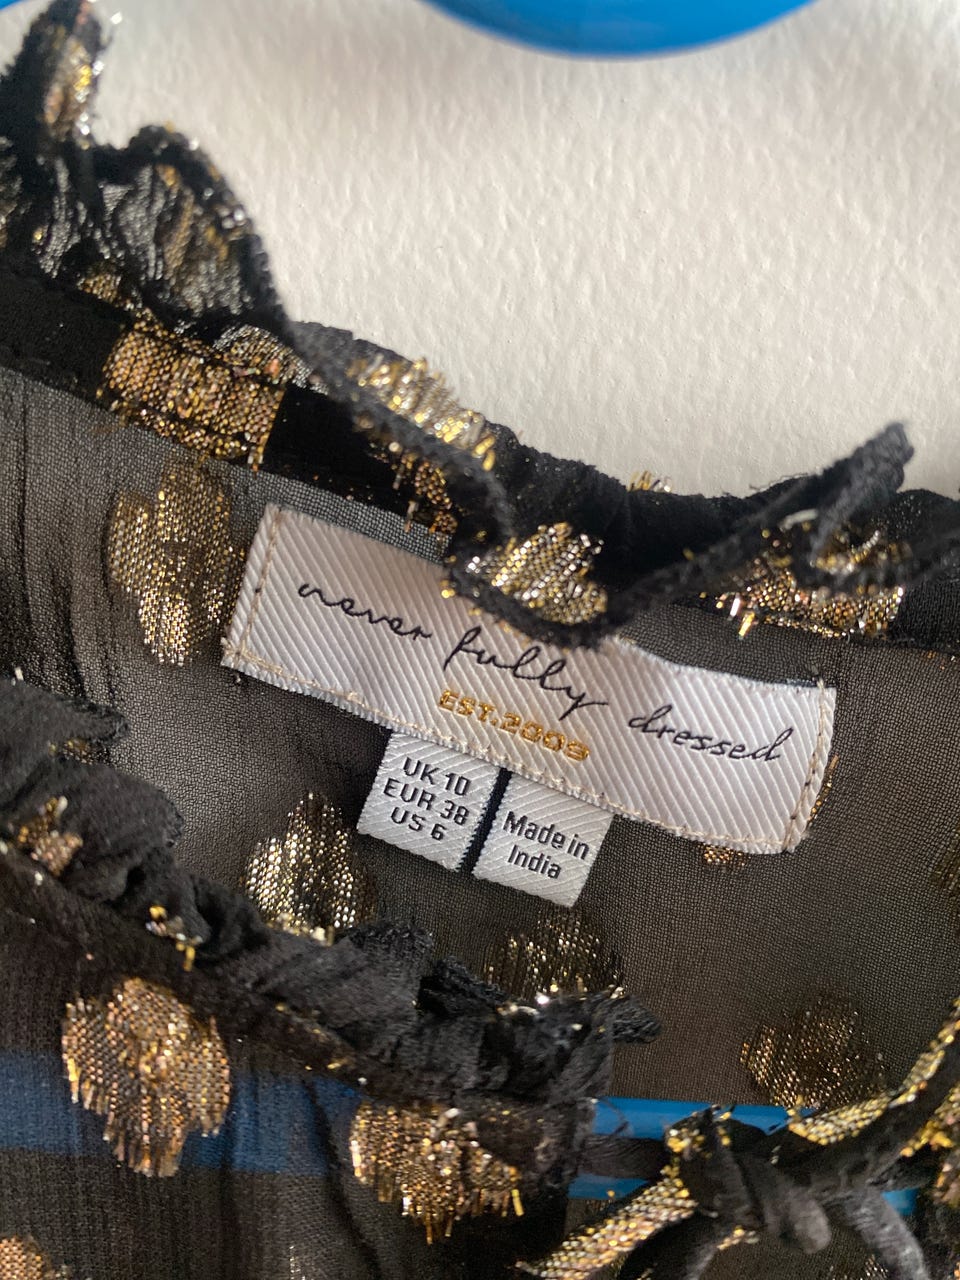 never fully dressed
EST.2009
UK 10
EUR 38
US 6
Made in
India